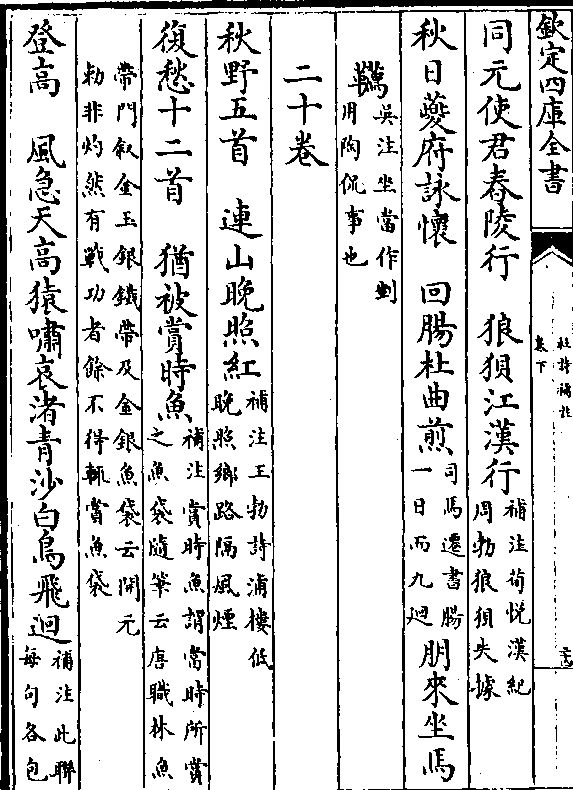 欽定四庫全書
杜詩補註
卷下
同元使君舂陵行　狼狽江漢行
補注荀悅漢紀
周勃狼狽失據
秋日夔府詠懷　回腸杜曲煎
司馬遷書腸
一日而九迴
朋來坐馬
韉
吳注坐當作剉
用陶侃事也
二十卷
秋野五首　連山晚照紅
補注王勃詩浦樓低
晚照鄉路隔風煙
復愁十二首　猶被賞時魚
補注賞時魚謂當時所賞
之魚袋隨筆云唐職林魚
帶門叙金玉銀鐵帶及金銀魚袋云開元
勅非灼然有戰功者餘不得輒賞魚袋
登高　風急天高猿嘯哀渚青沙白鳥飛迴
補注此聯
每句各包